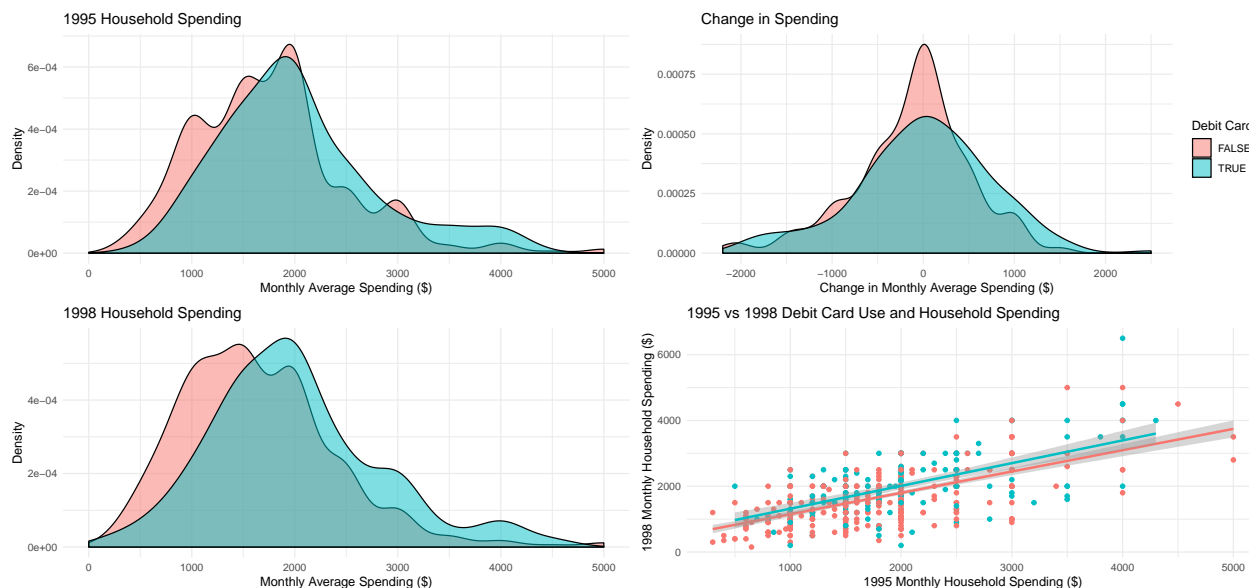 1995 Household Spending
6e−04
4e−04
2e−04
0e+00
Density
0 1000 2000 3000 4000 5000
Monthly Average Spending ($)
Change in Spending
0.00075
0.00050
0.00025
0.00000
Density
−2000 −1000 0 1000 2000
Change in Monthly Average Spending ($)
Debit Card
FALSE
TRUE
1998 Household Spending
4e−04
2e−04
0e+00
Density
0 1000 2000 3000 4000 5000
Monthly Average Spending ($)
1995 vs 1998 Debit Card Use and Household Spending
6000
4000
2000
0
1998 Monthly Household Spending ($)
1000 2000 3000 4000 5000
1995 Monthly Household Spending ($)